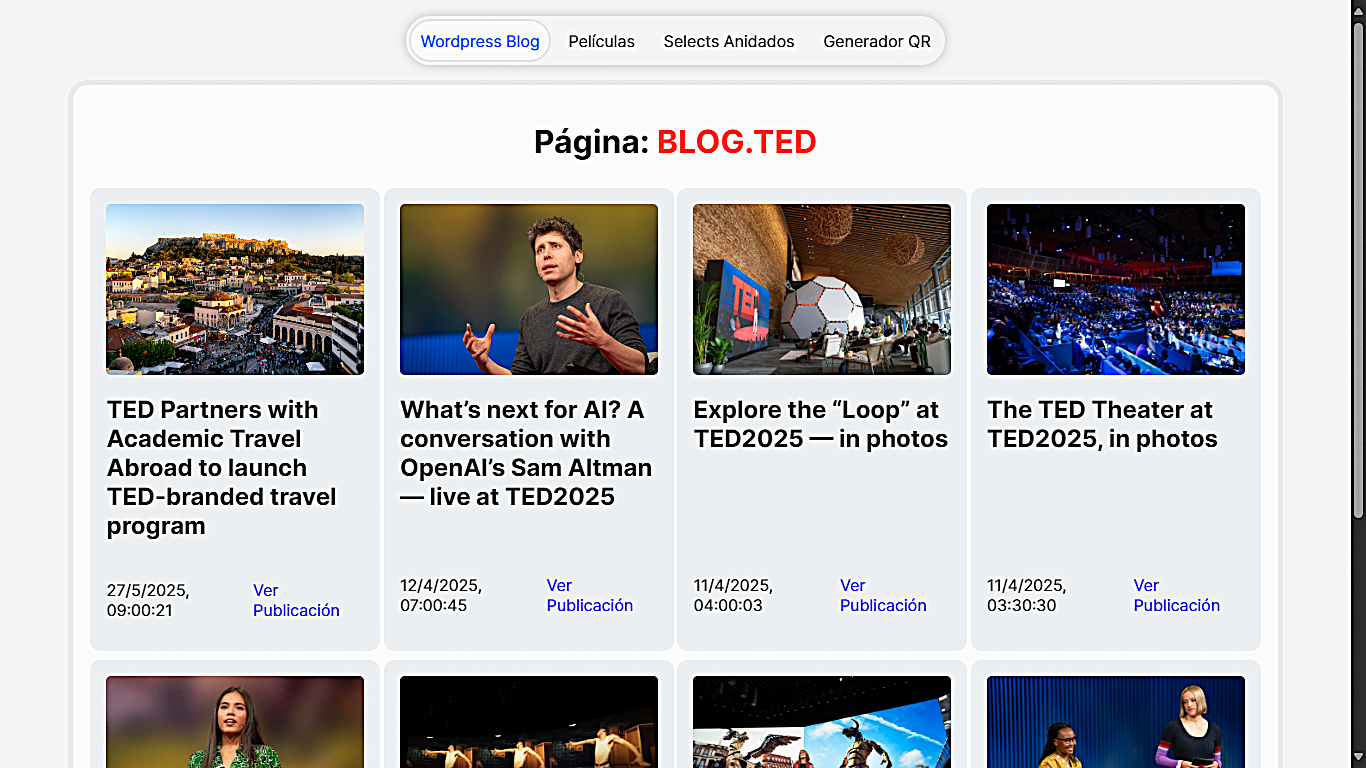 Wordpress Blog
Películas
Selects Anidados
Generador QR
Página: BLOG.TED
TED
TED Partners with
Academic Travel
Abroad to launch
TED-branded travel
program
27/5/2025,
09:00:21
Ver
Publicación
What’s next for AI? A
conversation with
OpenAI’s Sam Altman
— live at TED2025
12/4/2025,
07:00:45
Ver
Publicación
Explore the “Loop” at
TED2025 — in photos
11/4/2025,
04:00:03
Ver
Publicación
The TED Theater at
TED2025, in photos
11/4/2025,
03:30:30
Ver
Publicación